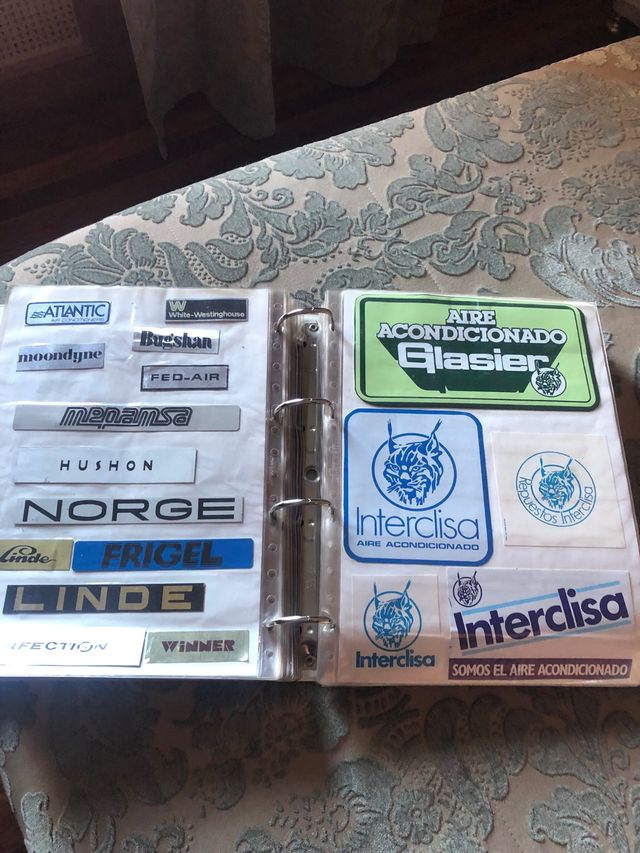 ATLANTIC
AIR CONDITIONERS
W
White-Westinghouse
moondyne
Bugshan
FED-AIR
mepamsa
HUSHON
NORGE
Linde
FRIGEL
LINDE
FECTION
WINNER
AIRE
ACONDICIONADO
Glasier
Interclisa
AIRE ACONDICIONADO
Repuestos Interclisa
Interclisa
Interclisa
SOMOS EL AIRE ACONDICIONADO